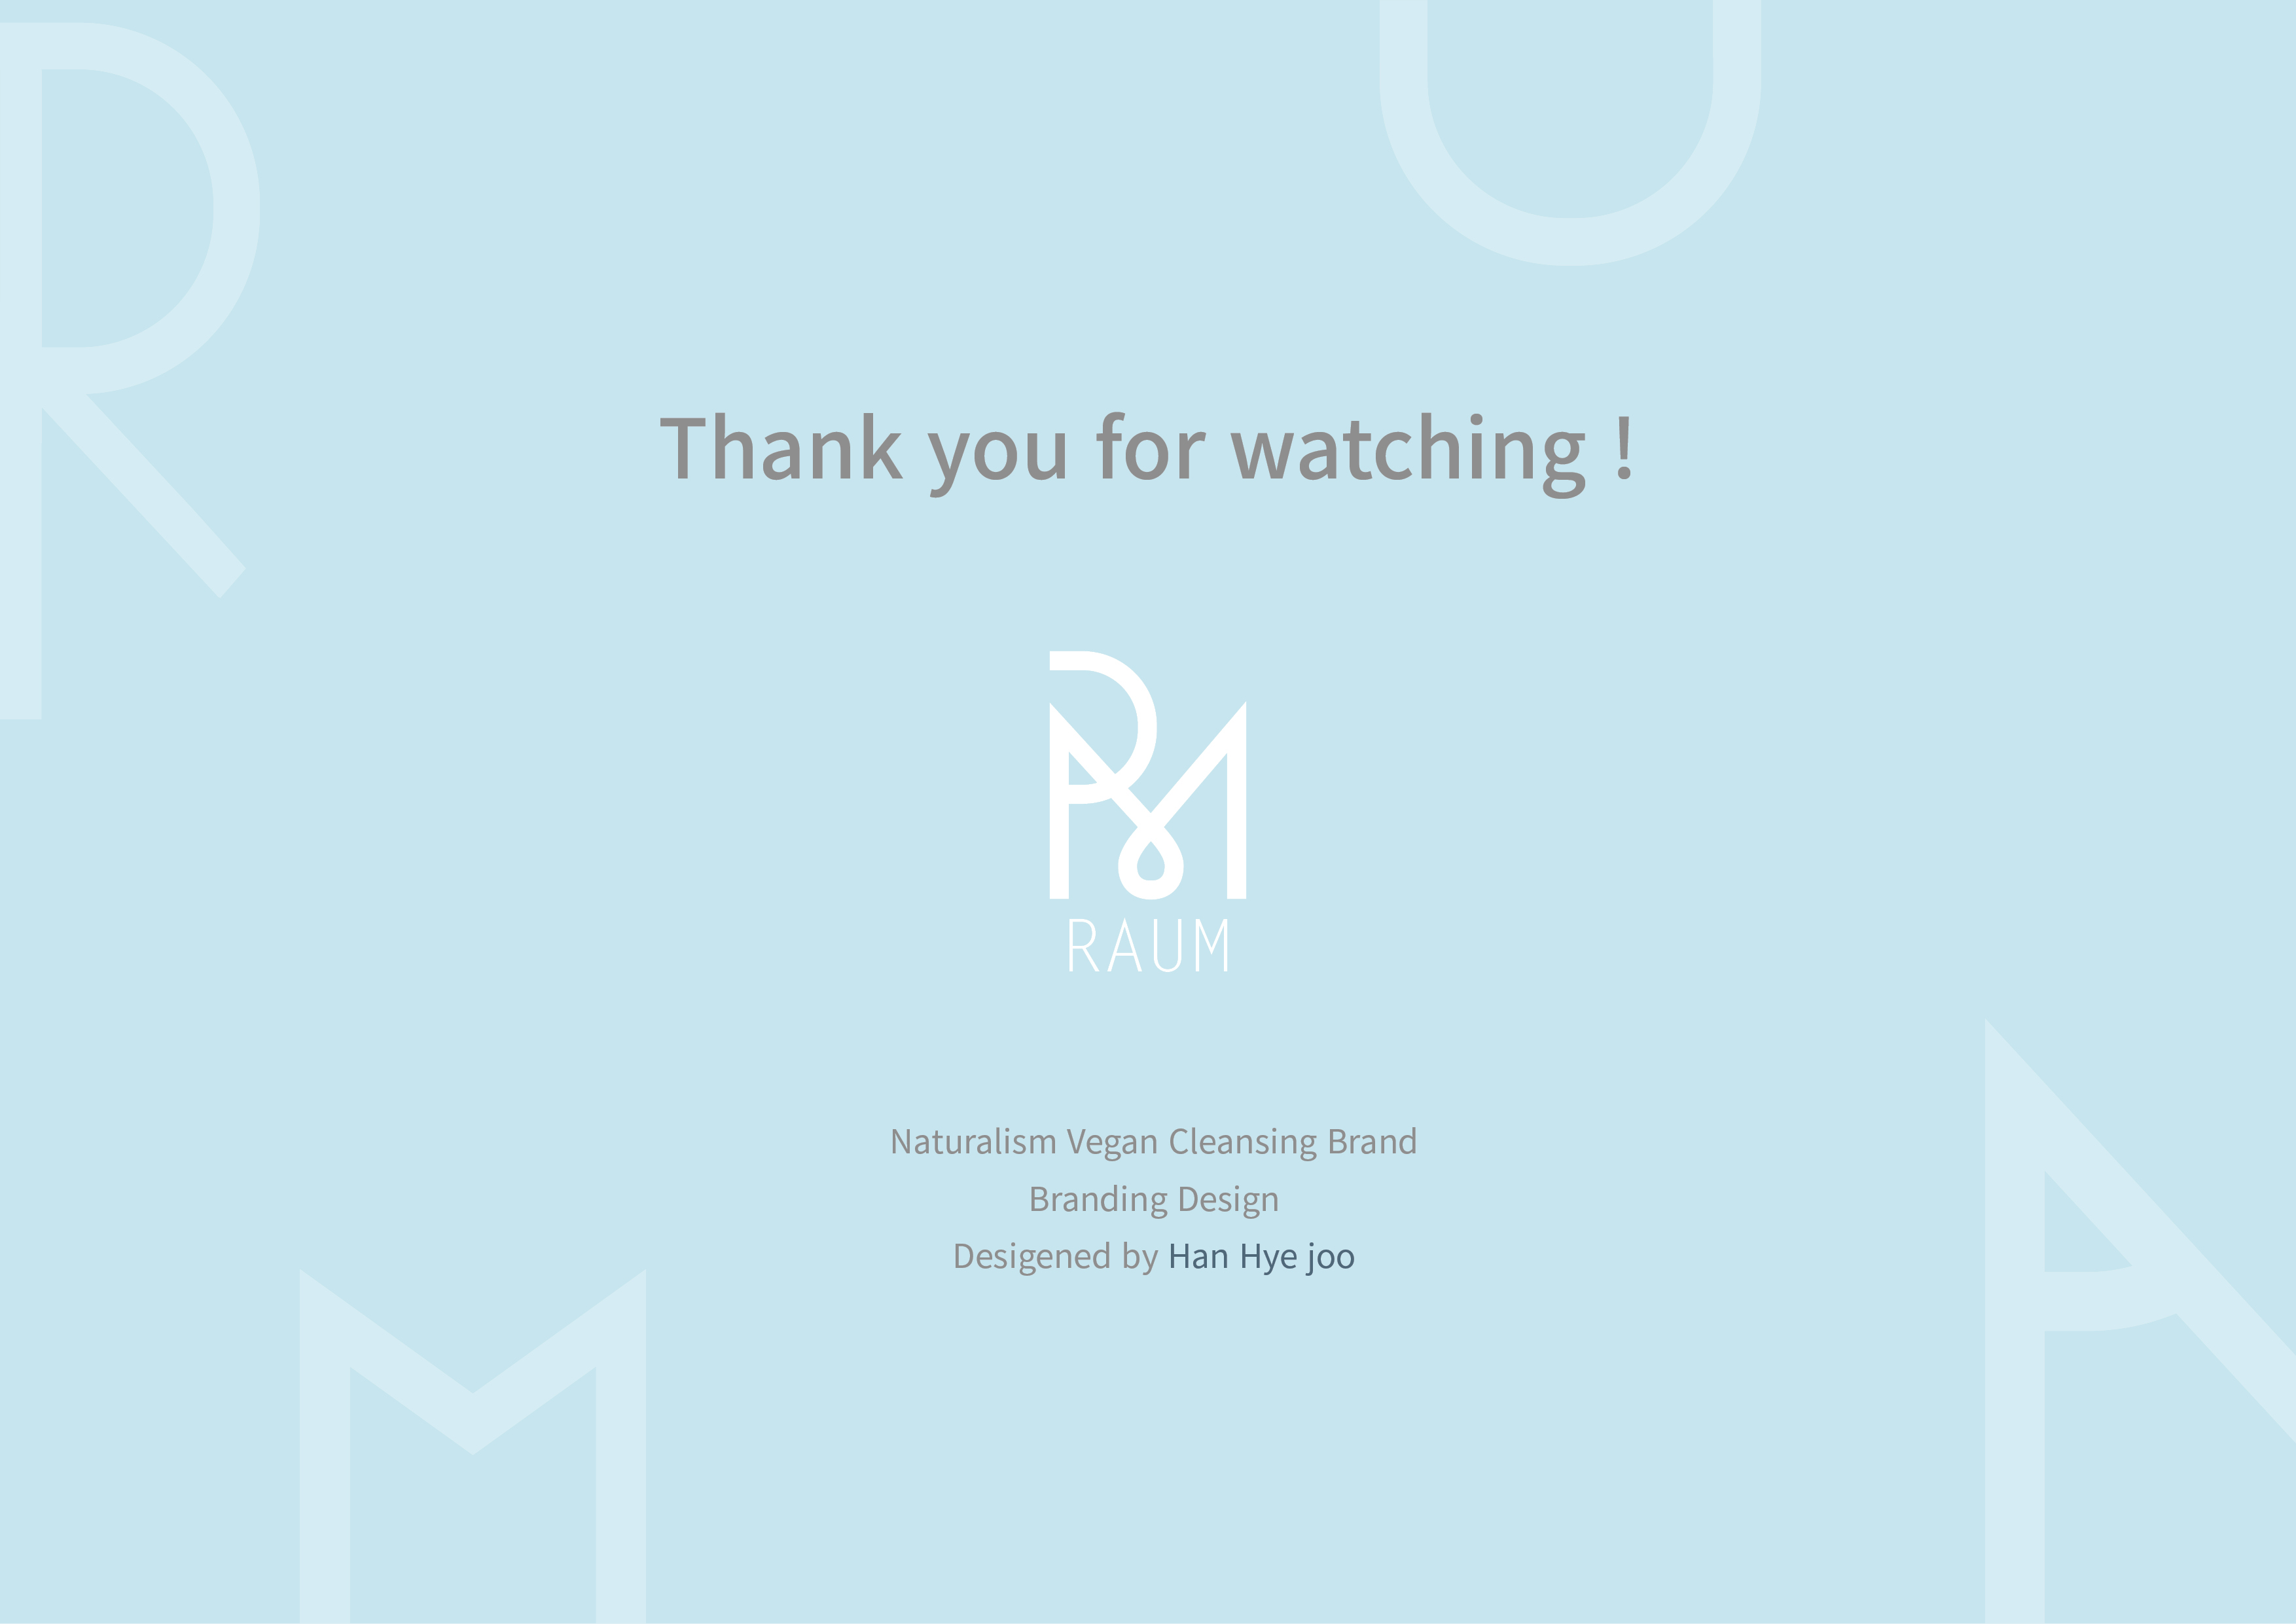 Thank you for watching !
RAUM
Naturalism Vegan Cleansing Brand
Branding Design
Desigened by Han Hye joo